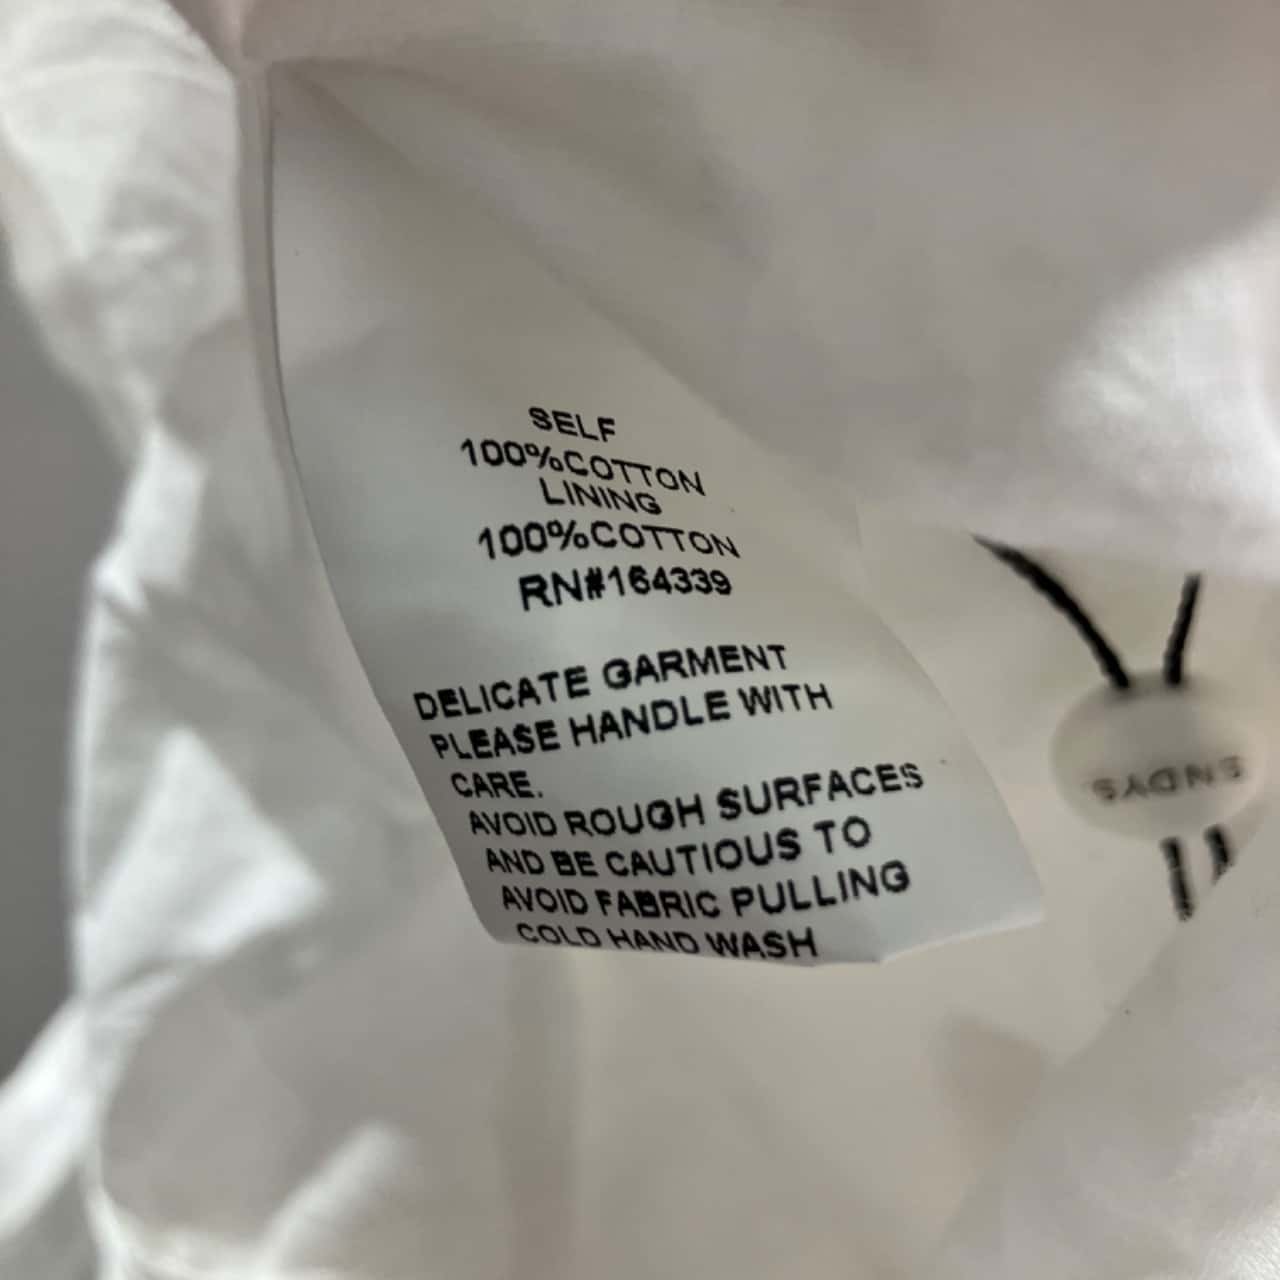 SELF
100%COTTON
LINING
100%COTTON
RN#164339
DELICATE GARMENT
PLEASE HANDLE WITH
CARE.
AVOID ROUGH SURFACES
AND BE CAUTIOUS TO
AVOID FABRIC PULLING
COLD HAND WASH
SNDYS